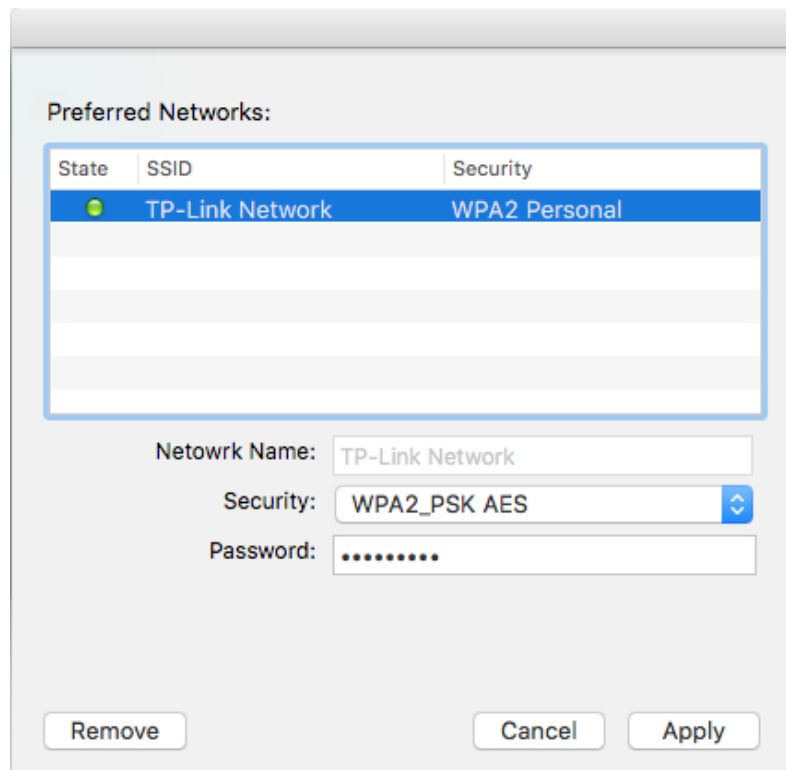 Preferred Networks:
State SSID Security
TP-Link Network WPA2 Personal
Netowrk Name: TP-Link Network
Security: WPA2_PSK AES
Password: •••••••••
Remove Cancel Apply